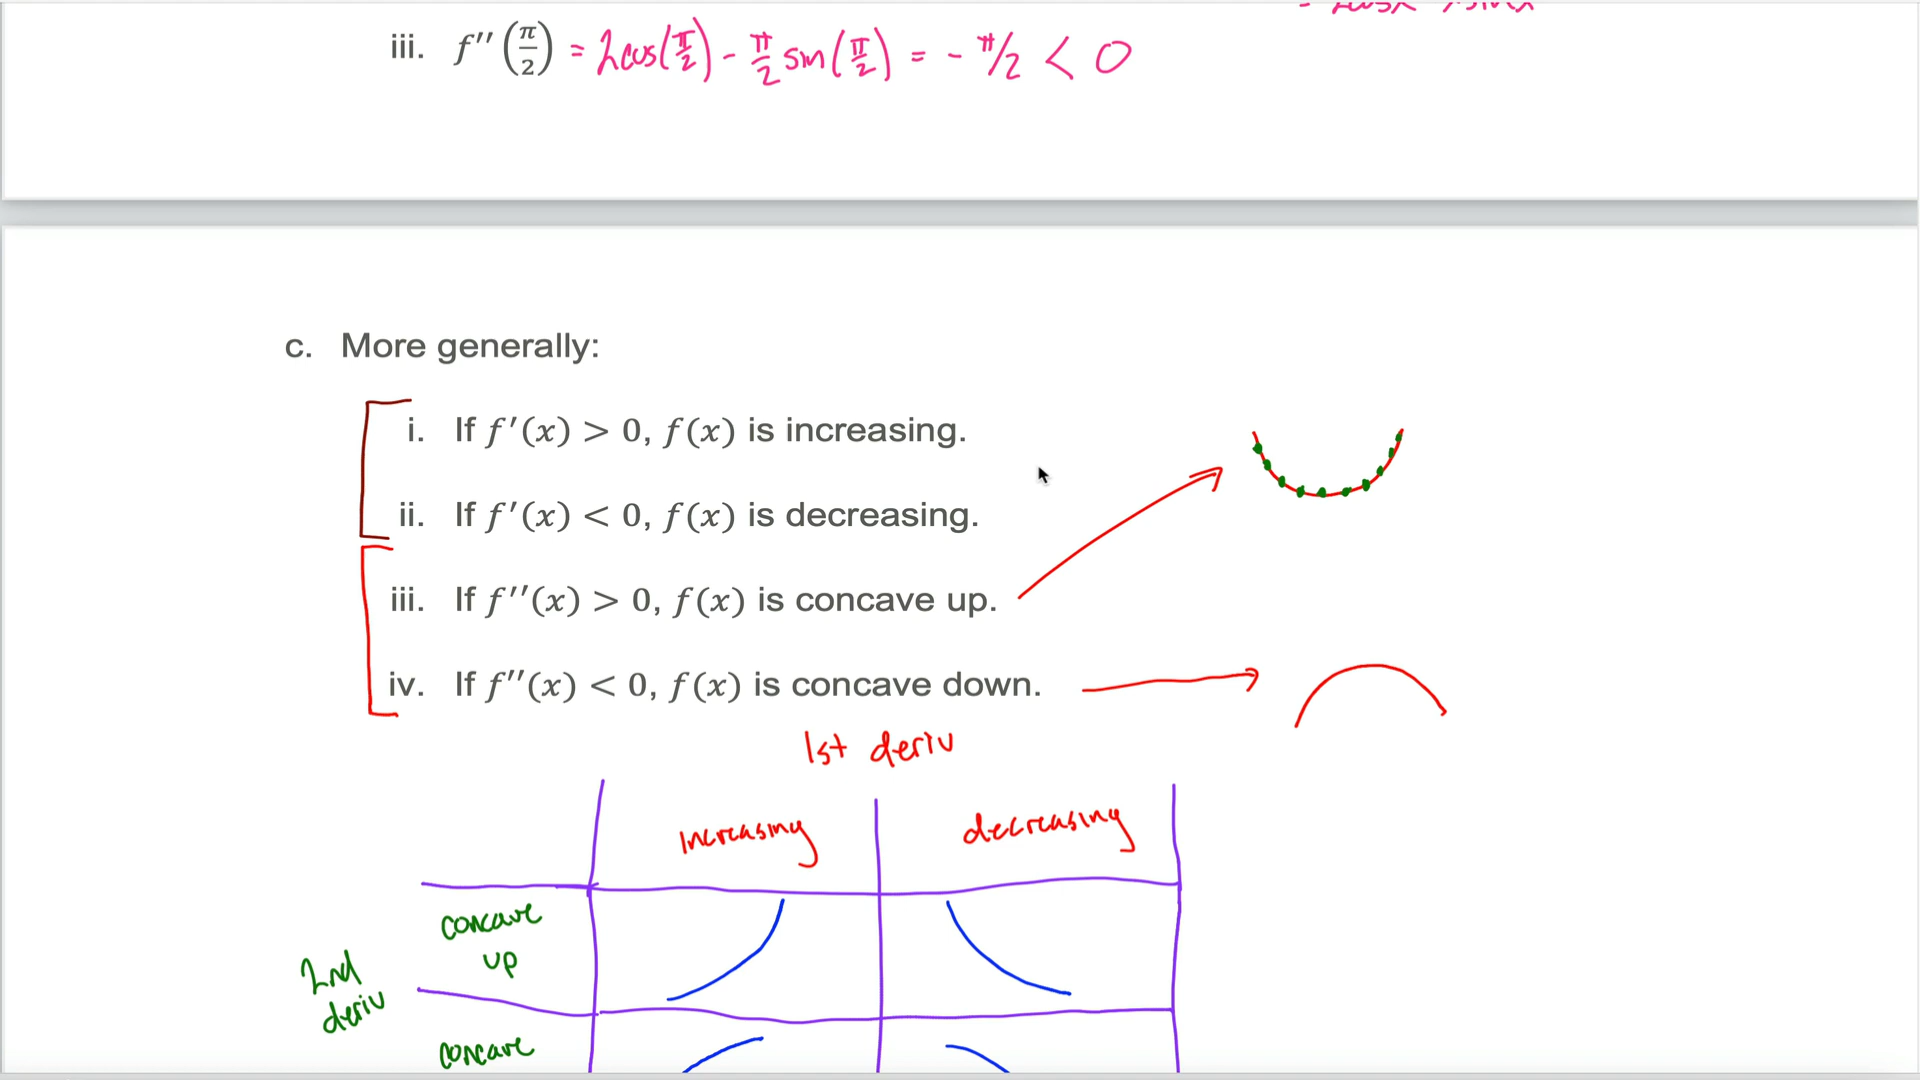 iii. f''(π/2) = 2cos(π/2) - π/2 sin(π/2) = - π/2 < 0
c. More generally:
i. If f'(x) > 0, f(x) is increasing.
ii. If f'(x) < 0, f(x) is decreasing.
iii. If f''(x) > 0, f(x) is concave up.
iv. If f''(x) < 0, f(x) is concave down.
1st deriv
increasing decreasing
concave
up
2nd
deriv
concave